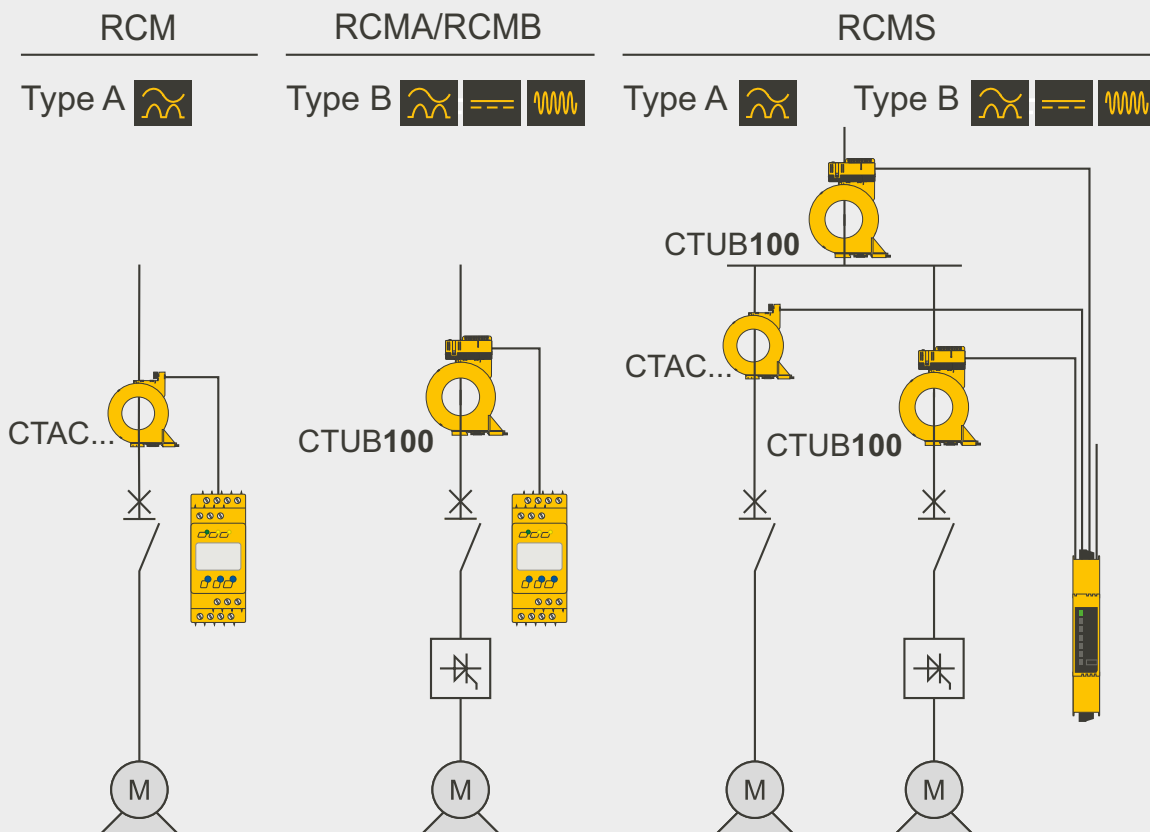 RCM
RCMA/RCMB
RCMS
Type A
Type B
Type A
Type B
CTUB100
CTAC...
CTAC...
CTUB100
CTUB100
M
M
M
M